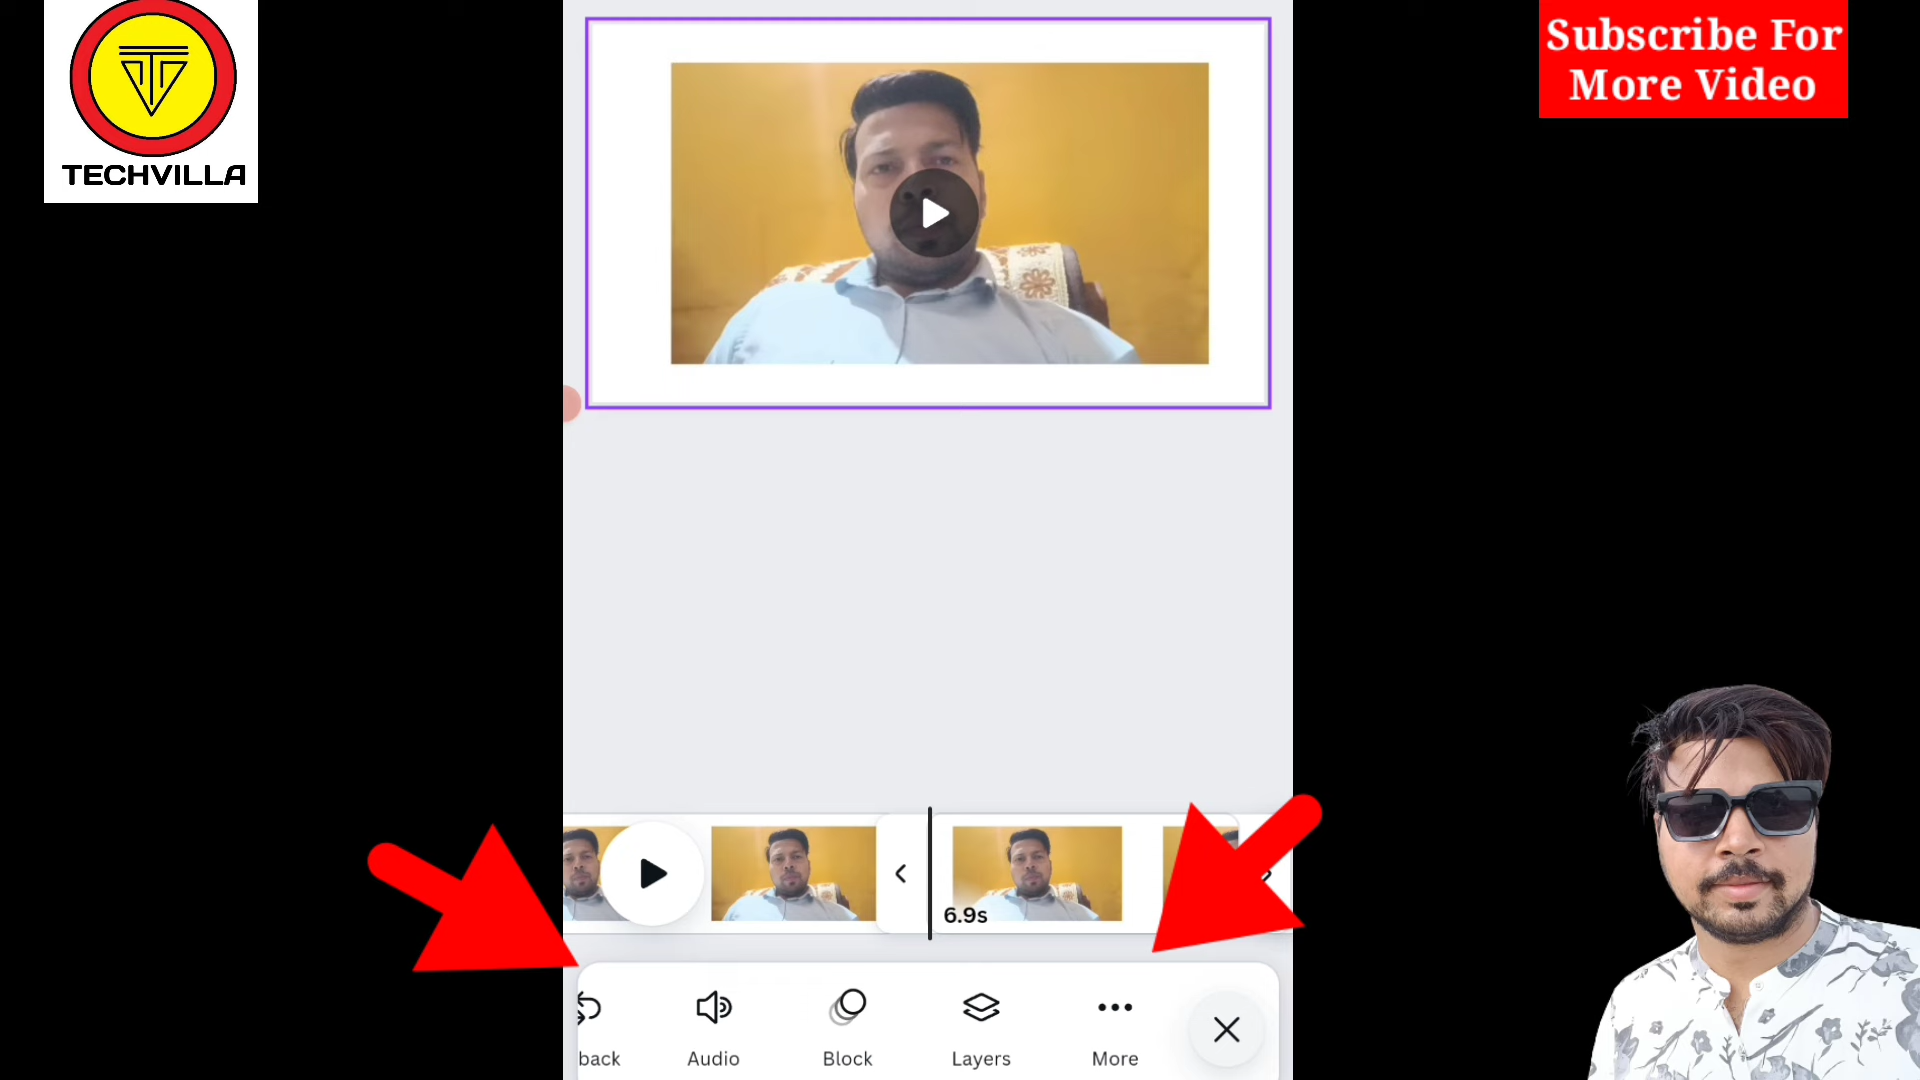 TECHVILLA
Subscribe For
More Video
6.9s
back
Audio
Block
Layers
More